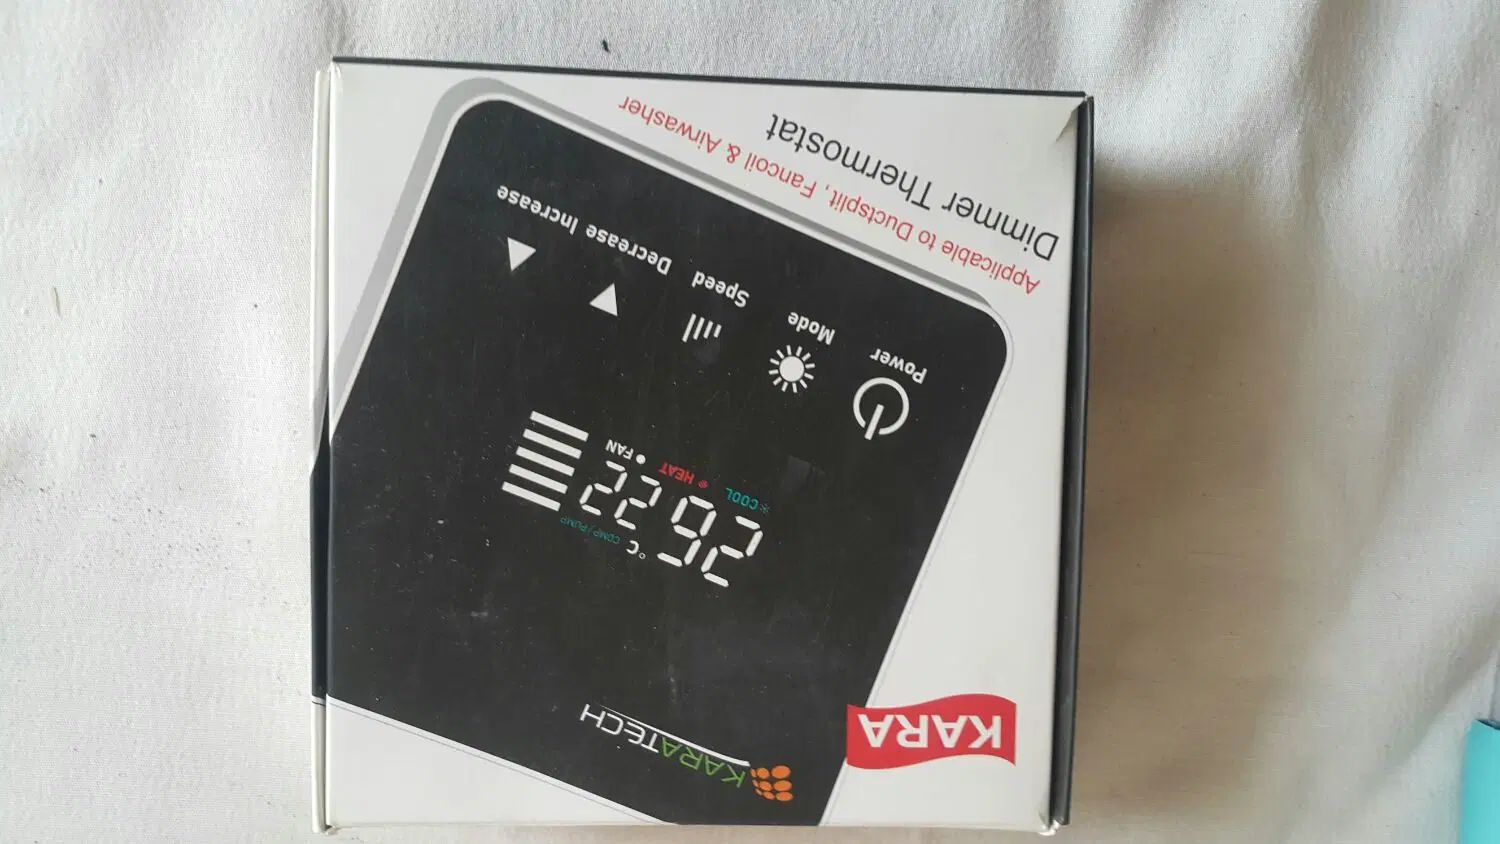 KARA
KARATECH
26 °C 22
COMP / PUMP
COOL
HEAT
FAN
Power
Mode
Speed
Decrease
Increase
Dimmer Thermostat
Applicable to Ductsplit, Fancoil & Airwasher